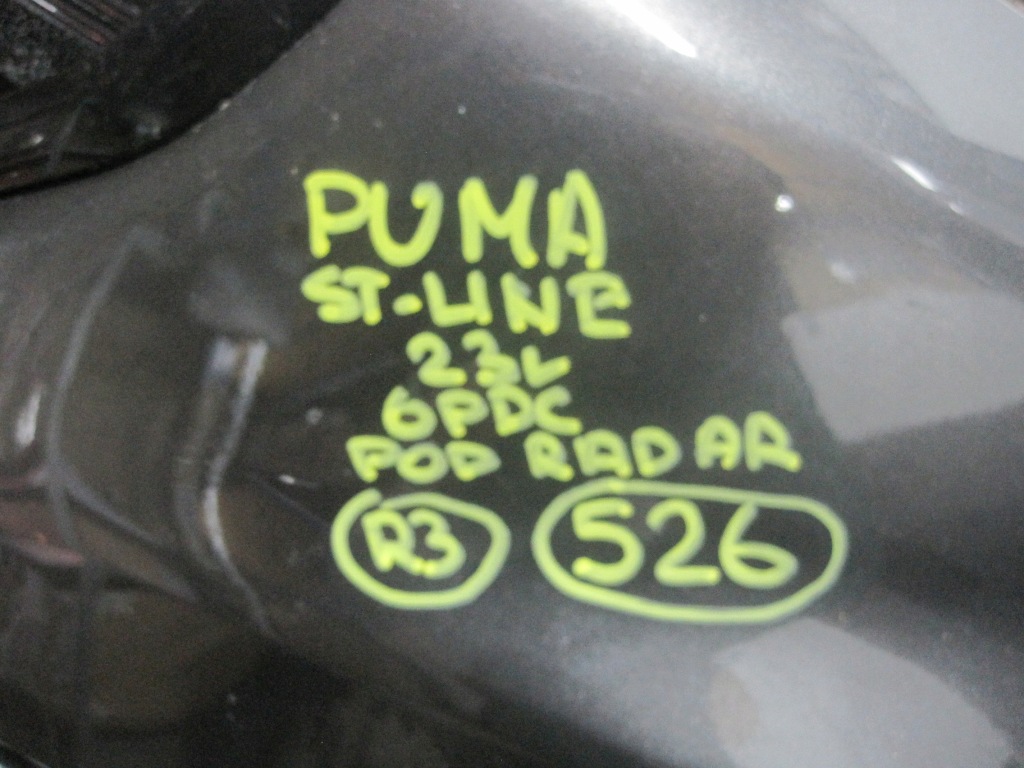 PUMA
ST-LINE
23L
6PDC
POD RADAR
R3 526